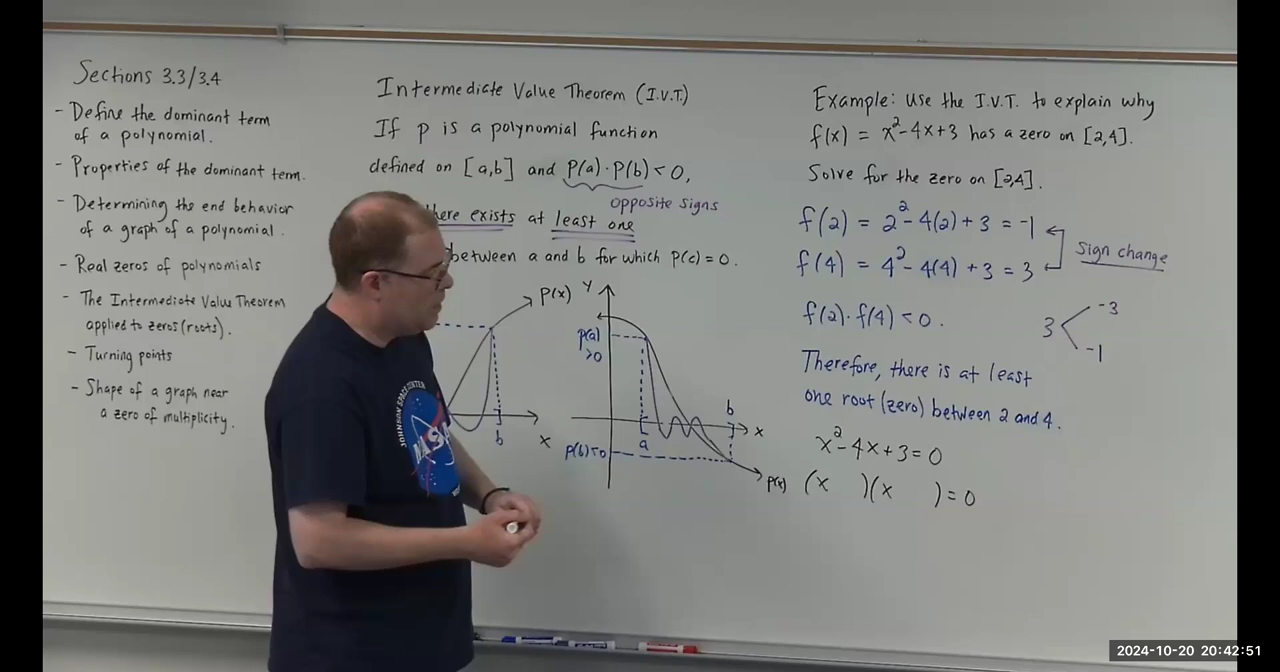 Sections 3.3/3.4
- Define the dominant term
of a polynomial.
- Properties of the dominant term.
- Determining the end behavior
of a graph of a polynomial.
- Real zeros of polynomials
- The Intermediate Value Theorem
applied to zeros (roots).
- Turning points
- Shape of a graph near
a zero of multiplicity.
Intermediate Value Theorem (I.V.T.)
If p is a polynomial function
defined on [a,b] and p(a)·p(b)<0,
opposite signs
there exists at least one
between a and b for which p(c)=0.
p(x)
b
x
y
p(a)
>0
a
b
x
p(b)<0
p(x)
JOHNSON SPACE CENTER
NASA
Example: Use the I.V.T. to explain why
f(x) = x²-4x+3 has a zero on [2,4].
Solve for the zero on [2,4].
f(2) = 2²-4(2)+3 = -1
f(4) = 4²-4(4)+3 = 3
sign change
f(2)·f(4)<0.
3
-3
-1
Therefore, there is at least
one root (zero) between 2 and 4.
x²-4x+3=0
(x )(x )=0
2024-10-20 20:42:51